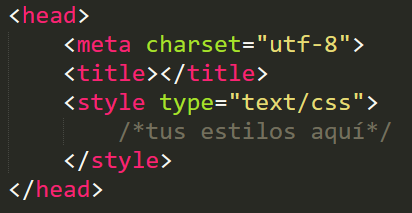 <head>
<meta charset="utf-8">
<title></title>
<style type="text/css">
/*tus estilos aquí*/
</style>
</head>